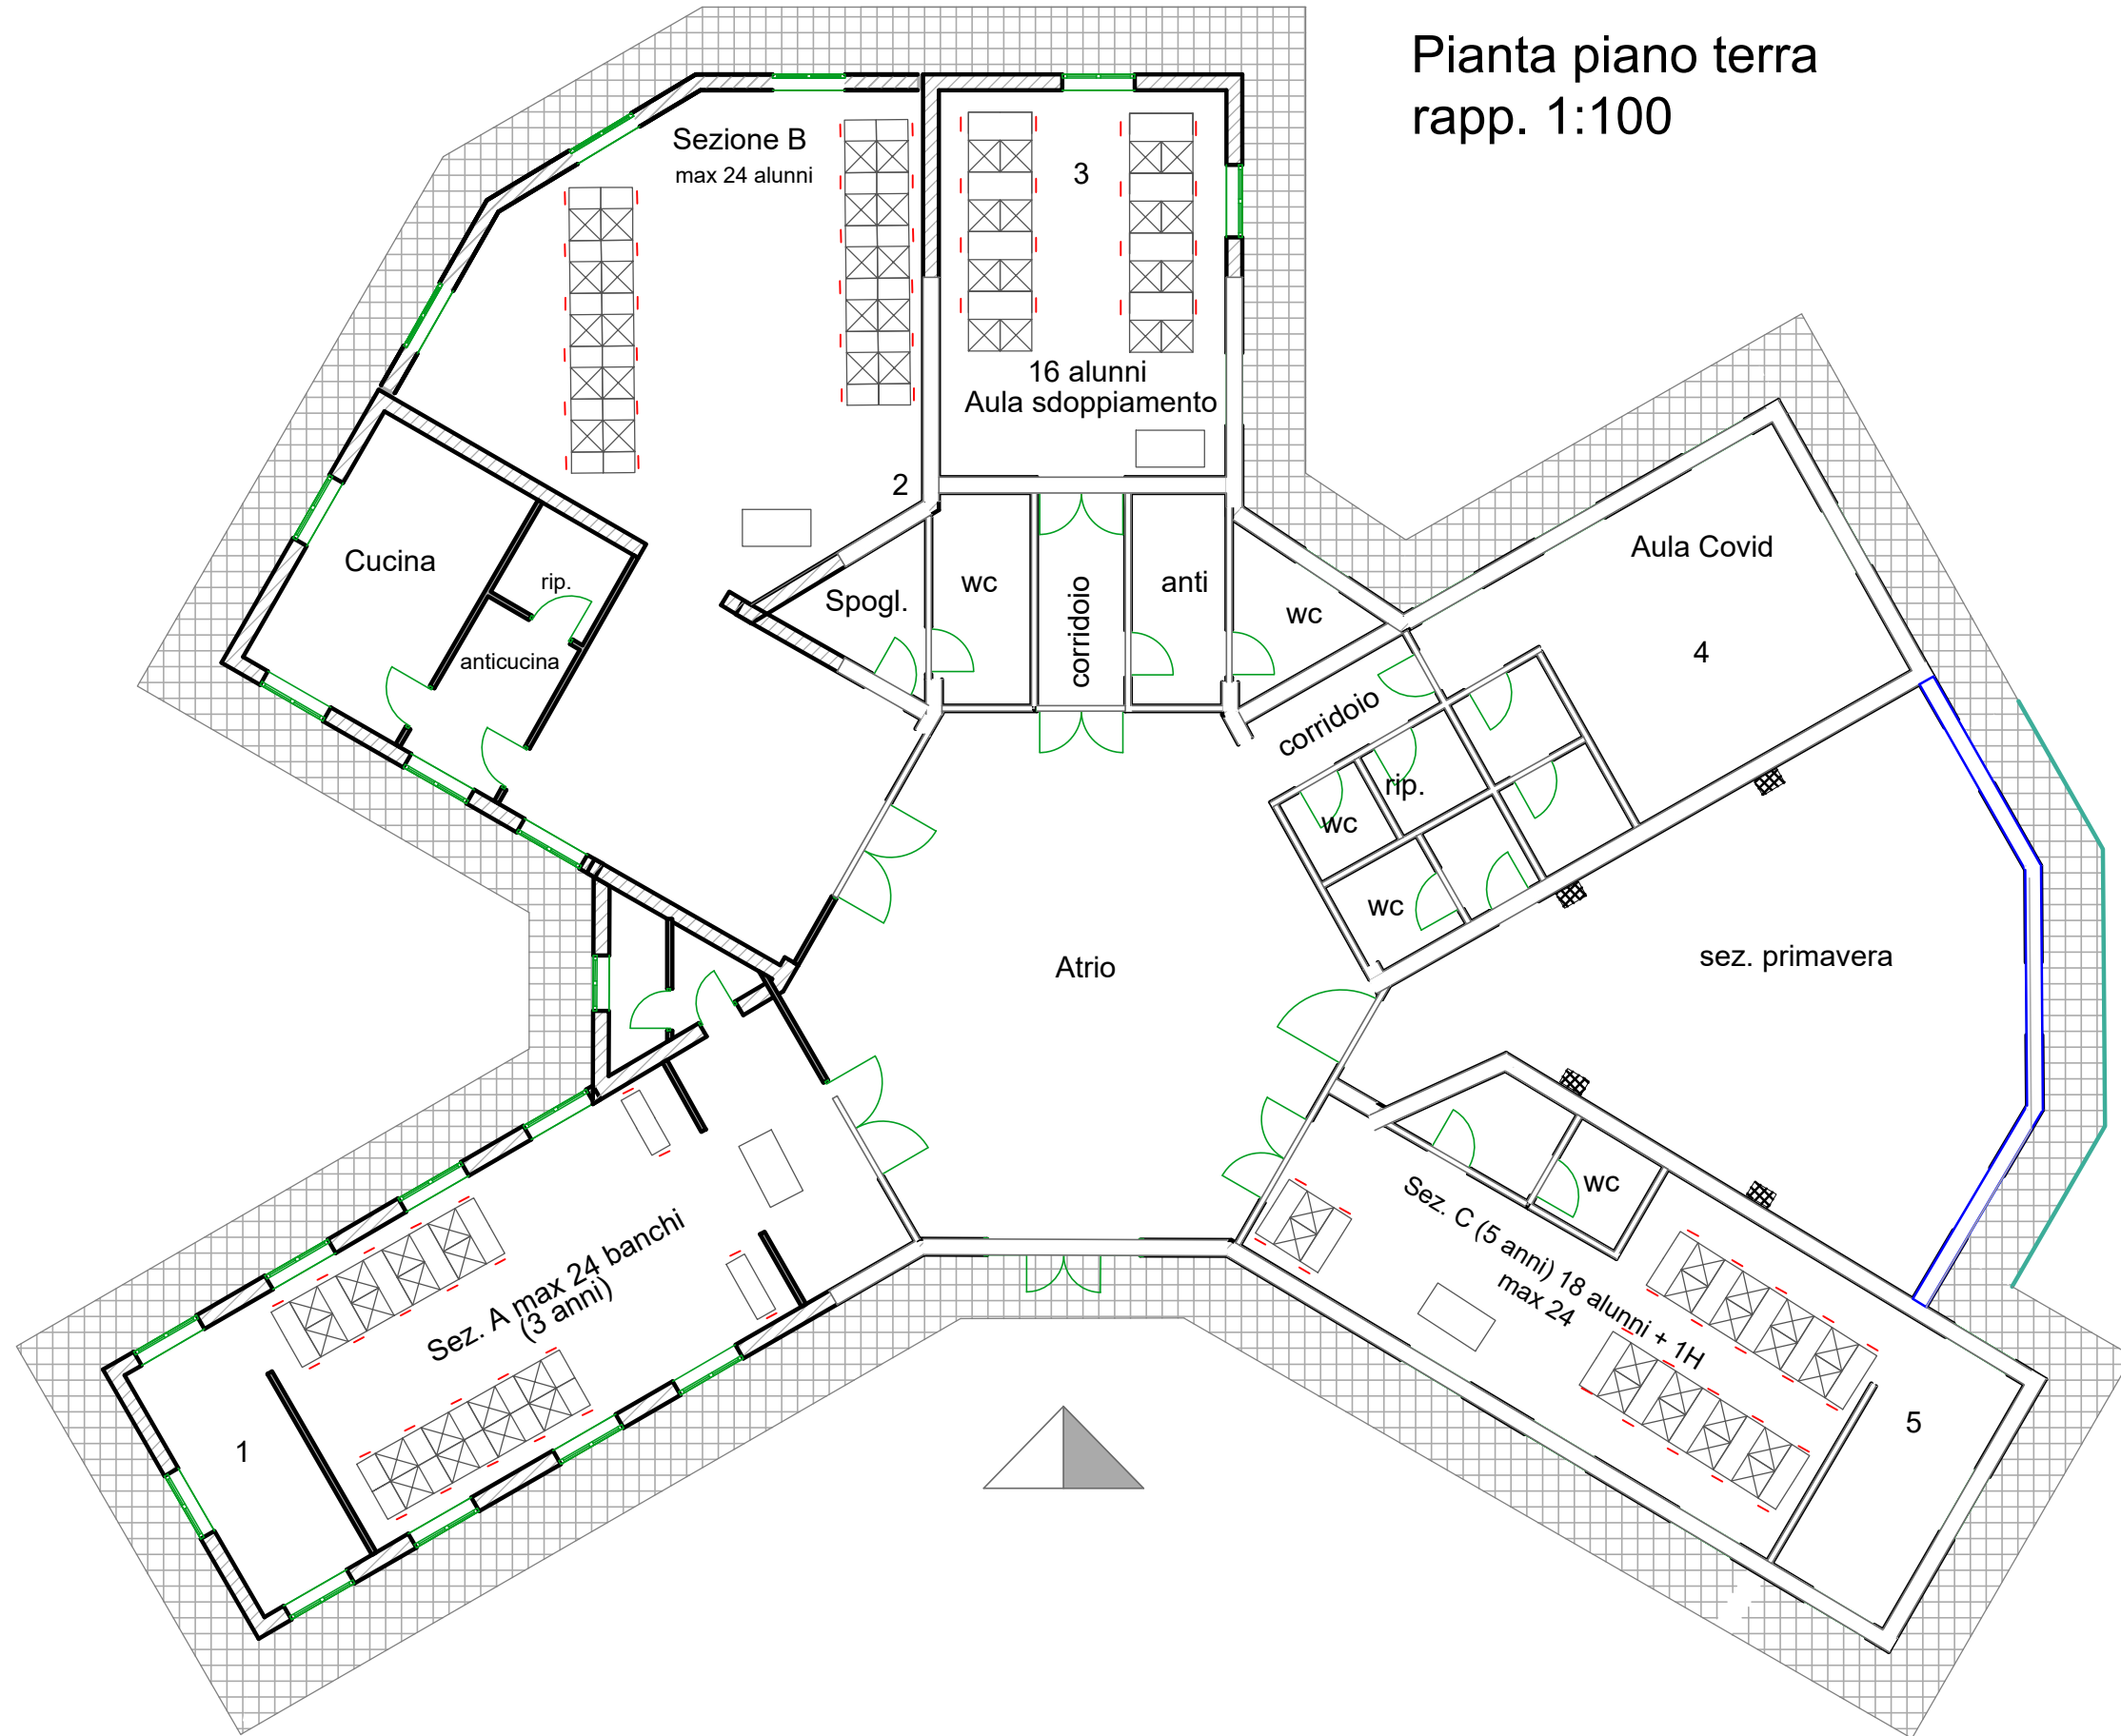 Pianta piano terra
rapp. 1:100
Sezione B
max 24 alunni
3
16 alunni
Aula sdoppiamento
2
Cucina
rip.
anticucina
Spogl.
wc
corridoio
anti
wc
Aula Covid
4
corridoio
rip.
wc
wc
Atrio
sez. primavera
wc
Sez. C (5 anni) 18 alunni + 1H
max 24
5
Sez. A max 24 banchi
(3 anni)
1